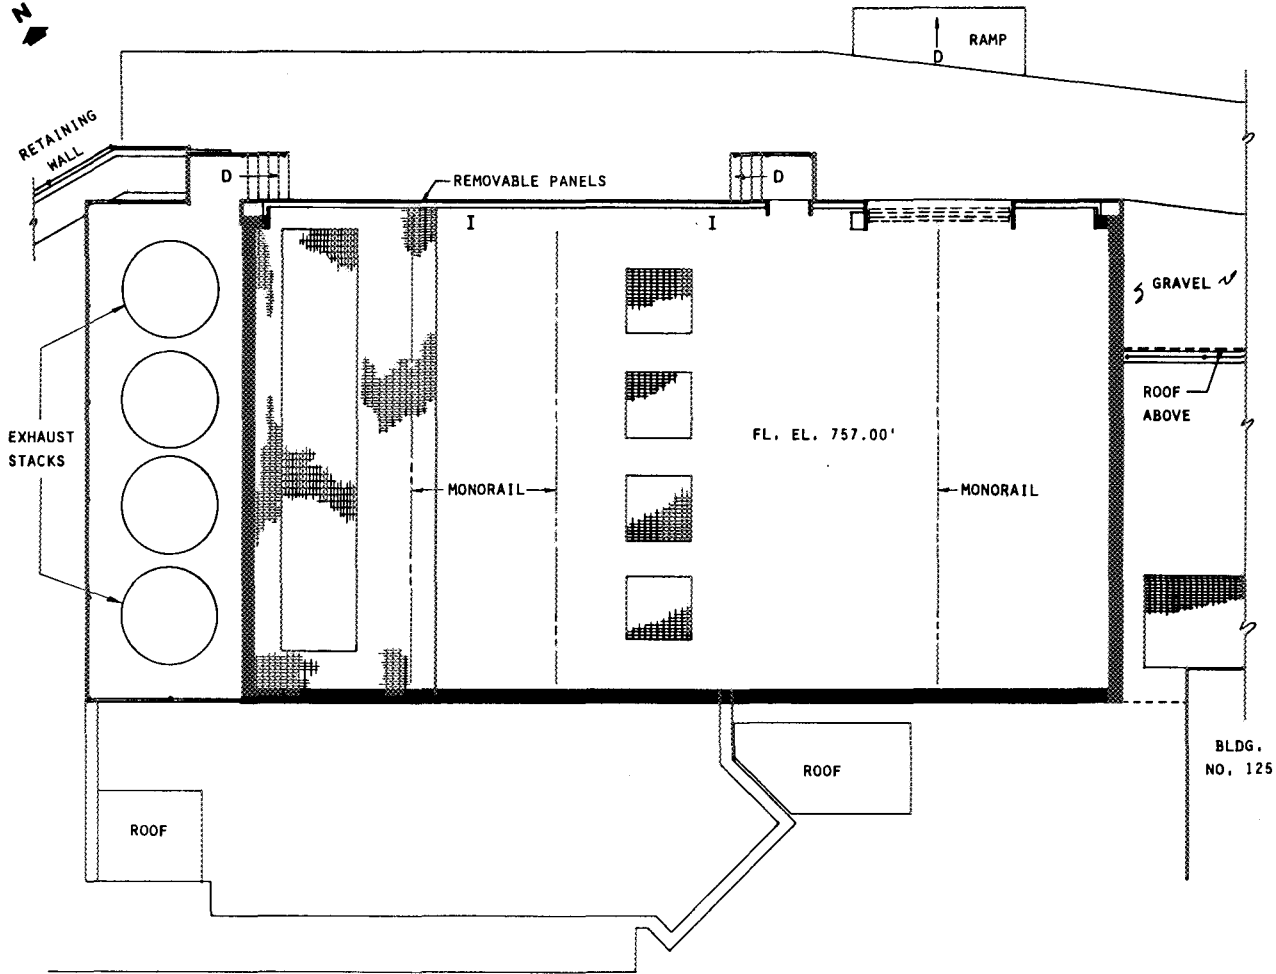 N
RAMP
D
RETAINING
WALL
D
D
REMOVABLE PANELS
I
I
GRAVEL
ROOF
ABOVE
EXHAUST
STACKS
FL. EL. 757.00'
MONORAIL
MONORAIL
BLDG.
NO. 125
ROOF
ROOF